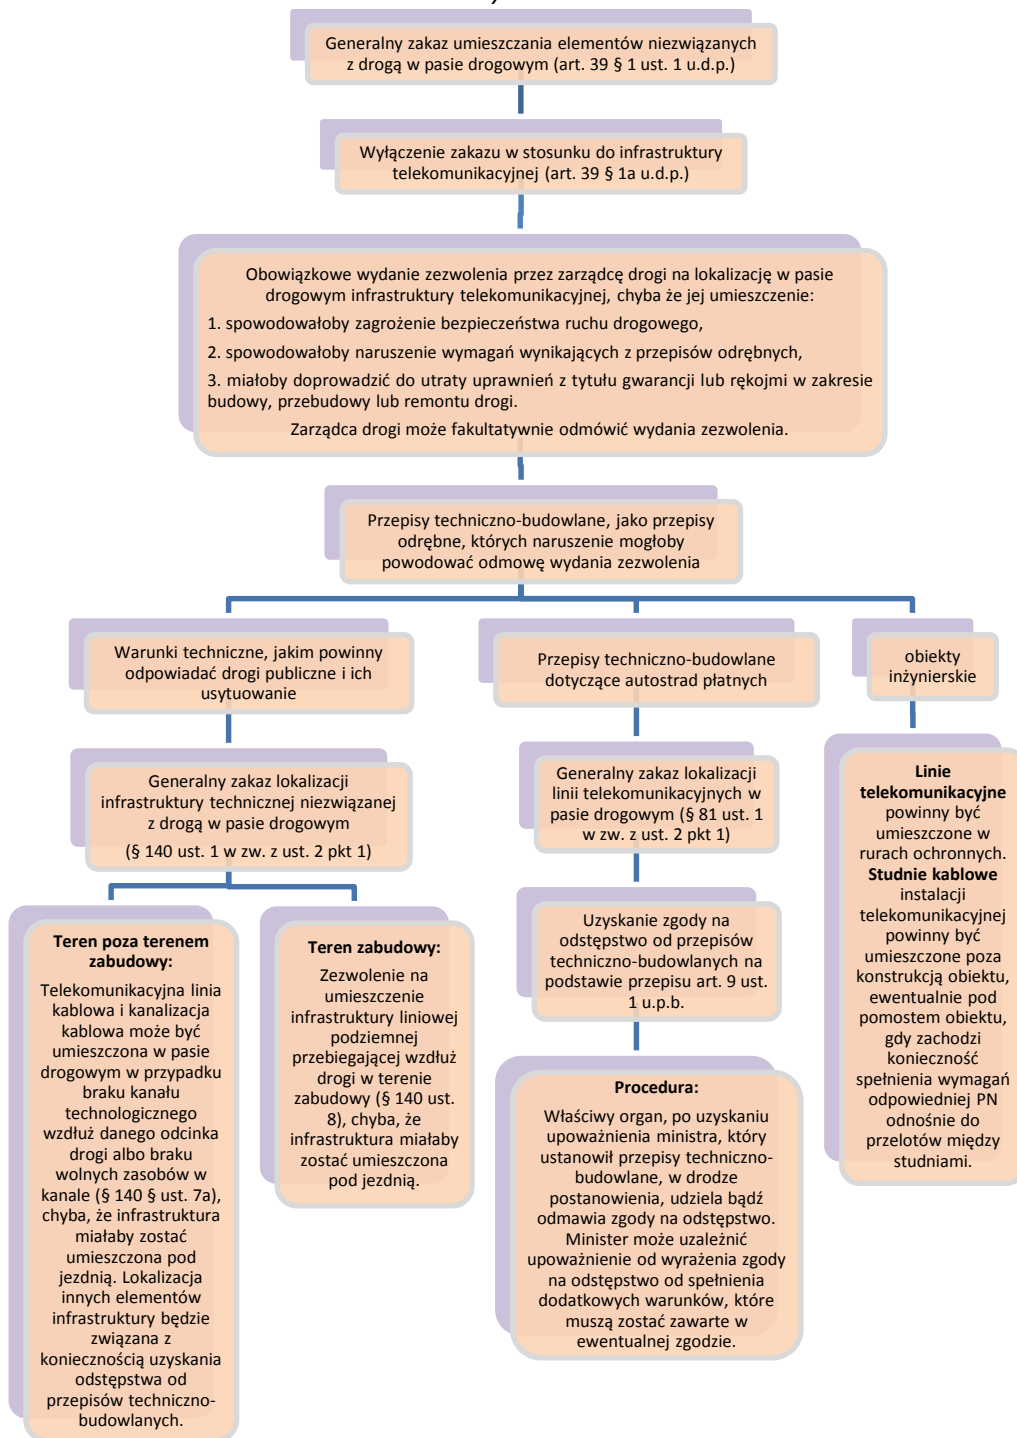 Generalny zakaz umieszczania elementów niezwiązanych
z drogą w pasie drogowym (art. 39 § 1 ust. 1 u.d.p.)
Wyłączenie zakazu w stosunku do infrastruktury
telekomunikacyjnej (art. 39 § 1a u.d.p.)
Obowiązkowe wydanie zezwolenia przez zarządcę drogi na lokalizację w pasie
drogowym infrastruktury telekomunikacyjnej, chyba że jej umieszczenie:
1. spowodowałoby zagrożenie bezpieczeństwa ruchu drogowego,
2. spowodowałoby naruszenie wymagań wynikających z przepisów odrębnych,
3. miałoby doprowadzić do utraty uprawnień z tytułu gwarancji lub rękojmi w zakresie
budowy, przebudowy lub remontu drogi.
Zarządca drogi może fakultatywnie odmówić wydania zezwolenia.
Przepisy techniczno-budowlane, jako przepisy
odrębne, których naruszenie mogłoby
powodować odmowę wydania zezwolenia
Warunki techniczne, jakim powinny
odpowiadać drogi publiczne i ich
usytuowanie
Generalny zakaz lokalizacji
infrastruktury technicznej niezwiązanej
z drogą w pasie drogowym
(§ 140 ust. 1 w zw. z ust. 2 pkt 1)
Teren poza terenem
zabudowy:
Telekomunikacyjna linia
kablowa i kanalizacja
kablowa może być
umieszczona w pasie
drogowym w przypadku
braku kanału
technologicznego
wzdłuż danego odcinka
drogi albo braku
wolnych zasobów w
kanale (§ 140 § ust. 7a),
chyba, że infrastruktura
miałaby zostać
umieszczona pod
jezdnią. Lokalizacja
innych elementów
infrastruktury będzie
związana z
koniecznością uzyskania
odstępstwa od
przepisów techniczno-
budowlanych.
Teren zabudowy:
Zezwolenie na
umieszczenie
infrastruktury liniowej
podziemnej
przebiegającej wzdłuż
drogi w terenie
zabudowy (§ 140 ust.
8), chyba, że
infrastruktura miałaby
zostać umieszczona
pod jezdnią.
Przepisy techniczno-budowlane
dotyczące autostrad płatnych
Generalny zakaz lokalizacji
linii telekomunikacyjnych w
pasie drogowym (§ 81 ust. 1
w zw. z ust. 2 pkt 1)
Uzyskanie zgody na
odstępstwo od przepisów
techniczno-budowlanych na
podstawie przepisu art. 9 ust.
1 u.p.b.
Procedura:
Właściwy organ, po uzyskaniu
upoważnienia ministra, który
ustanowił przepisy techniczno-
budowlane, w drodze
postanowienia, udziela bądź
odmawia zgody na odstępstwo.
Minister może uzależnić
upoważnienie od wyrażenia zgody
na odstępstwo od spełnienia
dodatkowych warunków, które
muszą zostać zawarte w
ewentualnej zgodzie.
obiekty
inżynierskie
Linie
telekomunikacyjne
powinny być
umieszczone w
rurach ochronnych.
Studnie kablowe
instalacji
telekomunikacyjnej
powinny być
umieszczone poza
konstrukcją obiektu,
ewentualnie pod
pomostem obiektu,
gdy zachodzi
konieczność
spełnienia wymagań
odpowiedniej PN
odnośnie do
przelotów między
studniami.